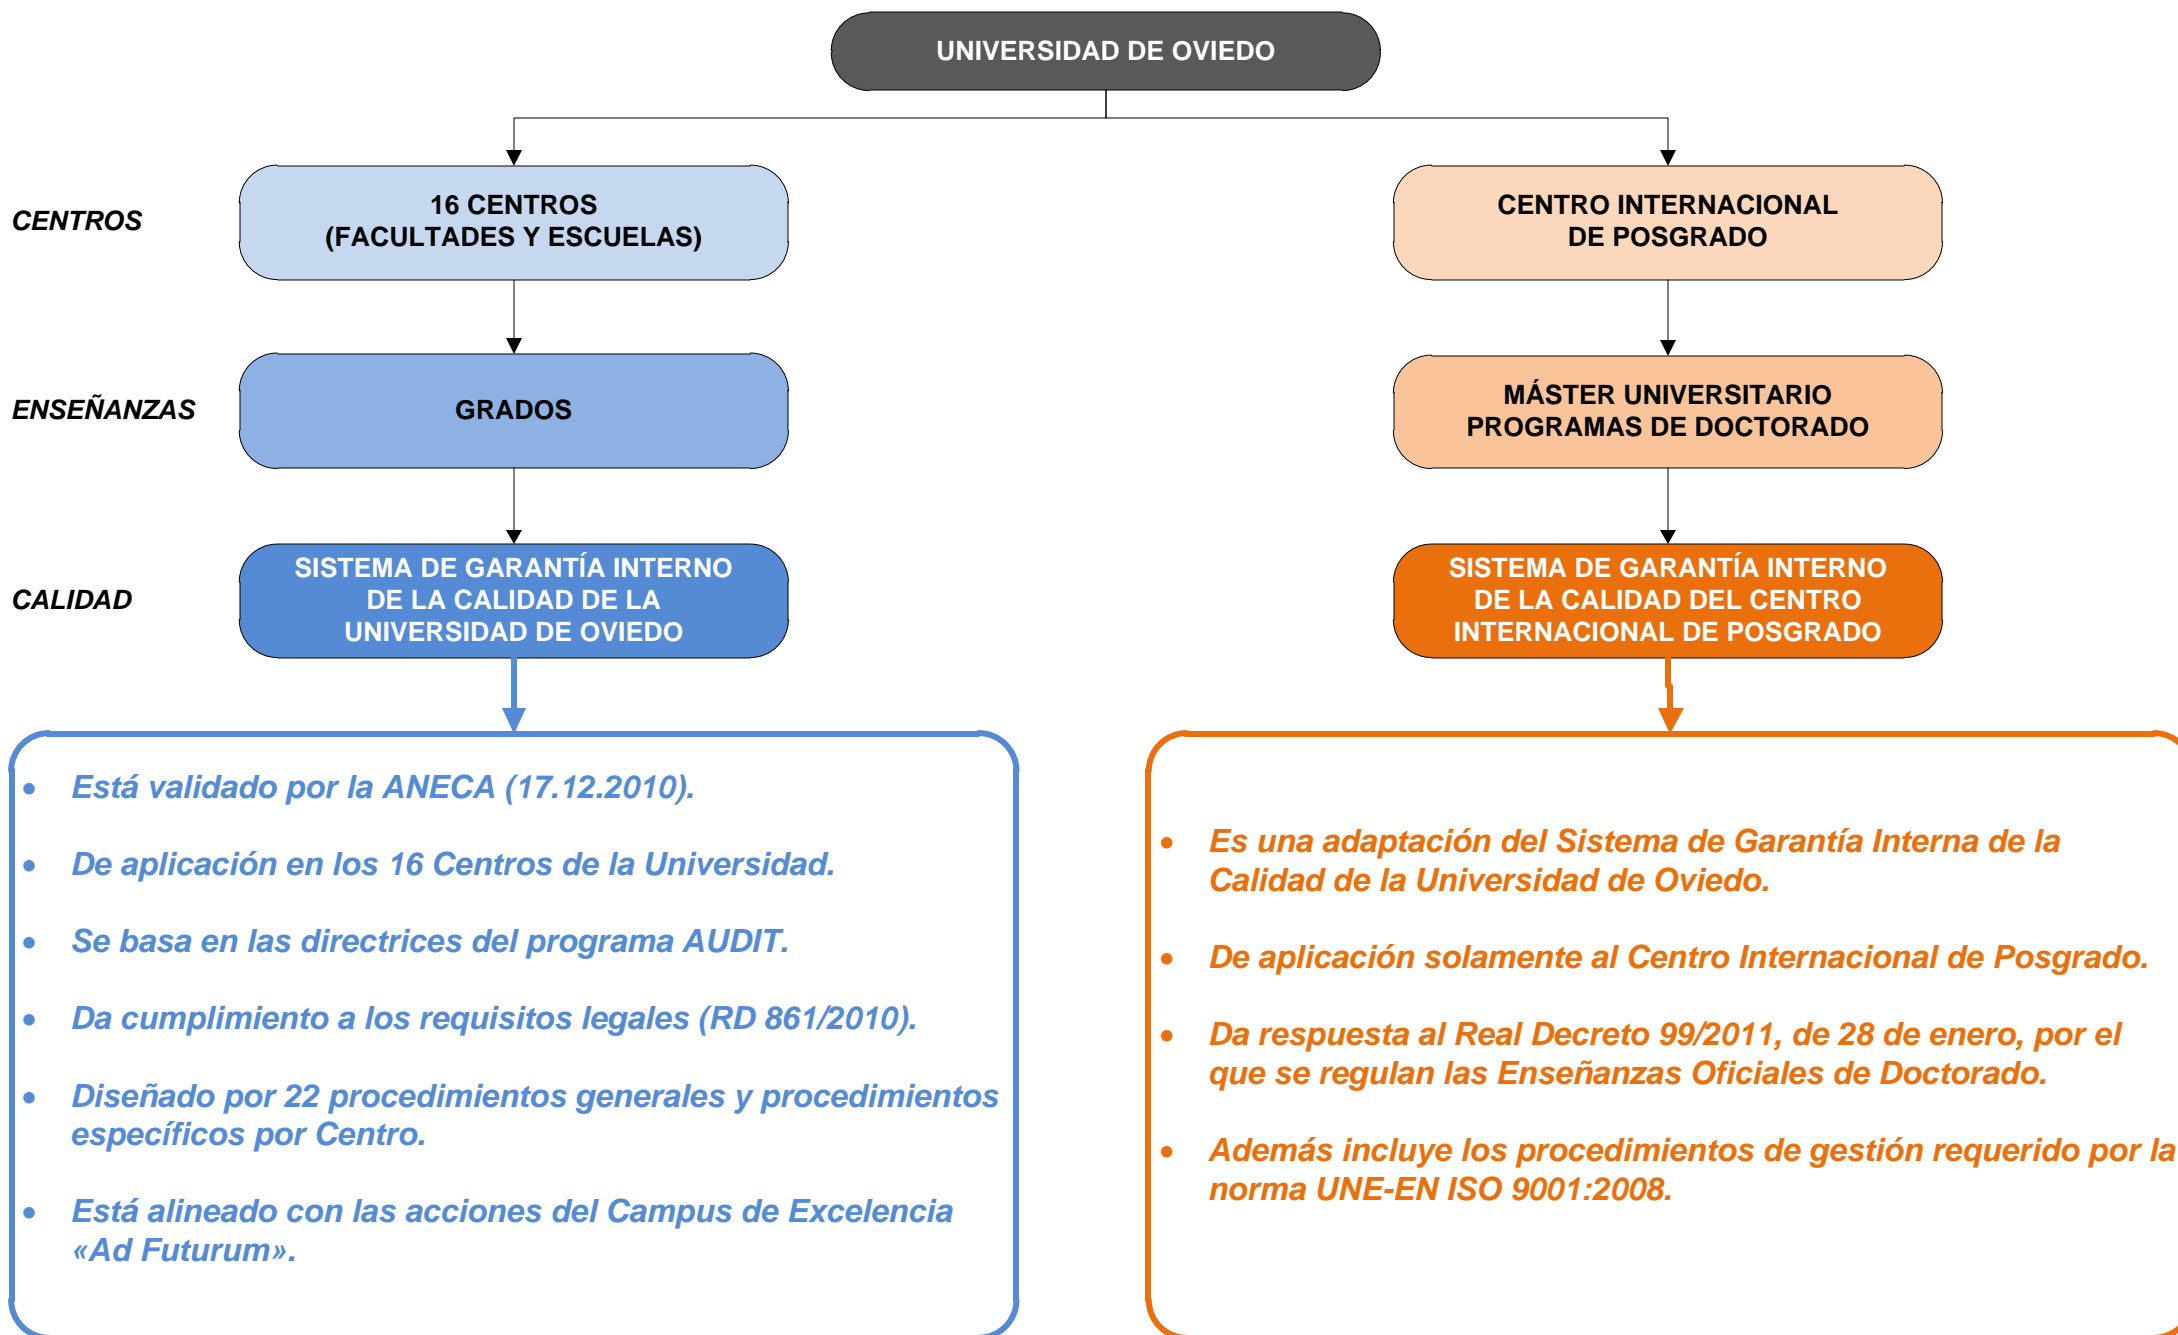 UNIVERSIDAD DE OVIEDO
CENTROS
16 CENTROS
(FACULTADES Y ESCUELAS)
CENTRO INTERNACIONAL
DE POSGRADO
ENSEÑANZAS
GRADOS
MÁSTER UNIVERSITARIO
PROGRAMAS DE DOCTORADO
CALIDAD
SISTEMA DE GARANTÍA INTERNO
DE LA CALIDAD DE LA
UNIVERSIDAD DE OVIEDO
SISTEMA DE GARANTÍA INTERNO
DE LA CALIDAD DEL CENTRO
INTERNACIONAL DE POSGRADO
• Está validado por la ANECA (17.12.2010).
• De aplicación en los 16 Centros de la Universidad.
• Se basa en las directrices del programa AUDIT.
• Da cumplimiento a los requisitos legales (RD 861/2010).
• Diseñado por 22 procedimientos generales y procedimientos
específicos por Centro.
• Está alineado con las acciones del Campus de Excelencia
«Ad Futurum».
• Es una adaptación del Sistema de Garantía Interna de la
Calidad de la Universidad de Oviedo.
• De aplicación solamente al Centro Internacional de Posgrado.
• Da respuesta al Real Decreto 99/2011, de 28 de enero, por el
que se regulan las Enseñanzas Oficiales de Doctorado.
• Además incluye los procedimientos de gestión requerido por la
norma UNE-EN ISO 9001:2008.